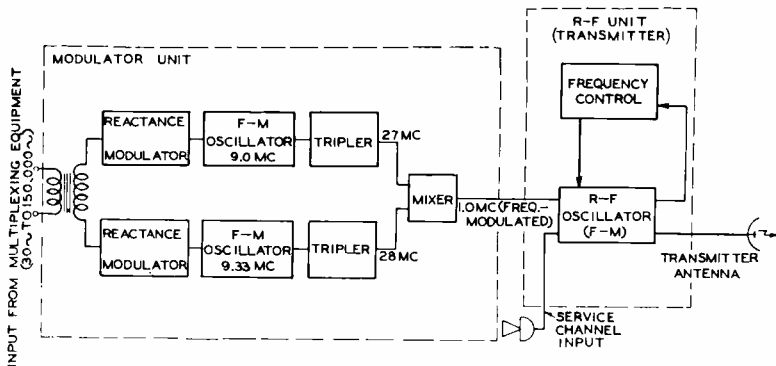 R-F UNIT
(TRANSMITTER)
MODULATOR UNIT
INPUT FROM MULTIPLEXING EQUIPMENT
(30~ TO 150,000~)
REACTANCE
MODULATOR
F-M
OSCILLATOR
9.0 MC
TRIPLER
27 MC
FREQUENCY
CONTROL
MIXER
1.0 MC (FREQ.-
MODULATED)
R-F
OSCILLATOR
(F-M)
REACTANCE
MODULATOR
F-M
OSCILLATOR
9.33 MC
TRIPLER
28 MC
TRANSMITTER
ANTENNA
SERVICE
CHANNEL
INPUT